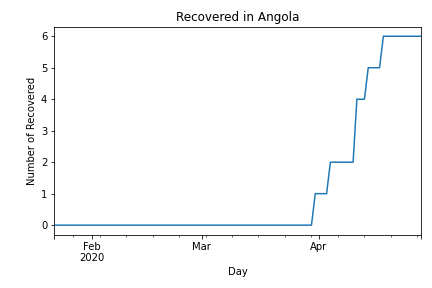 Recovered in Angola
Number of Recovered
6
5
4
3
2
1
0
Feb
2020
Mar
Apr
Day